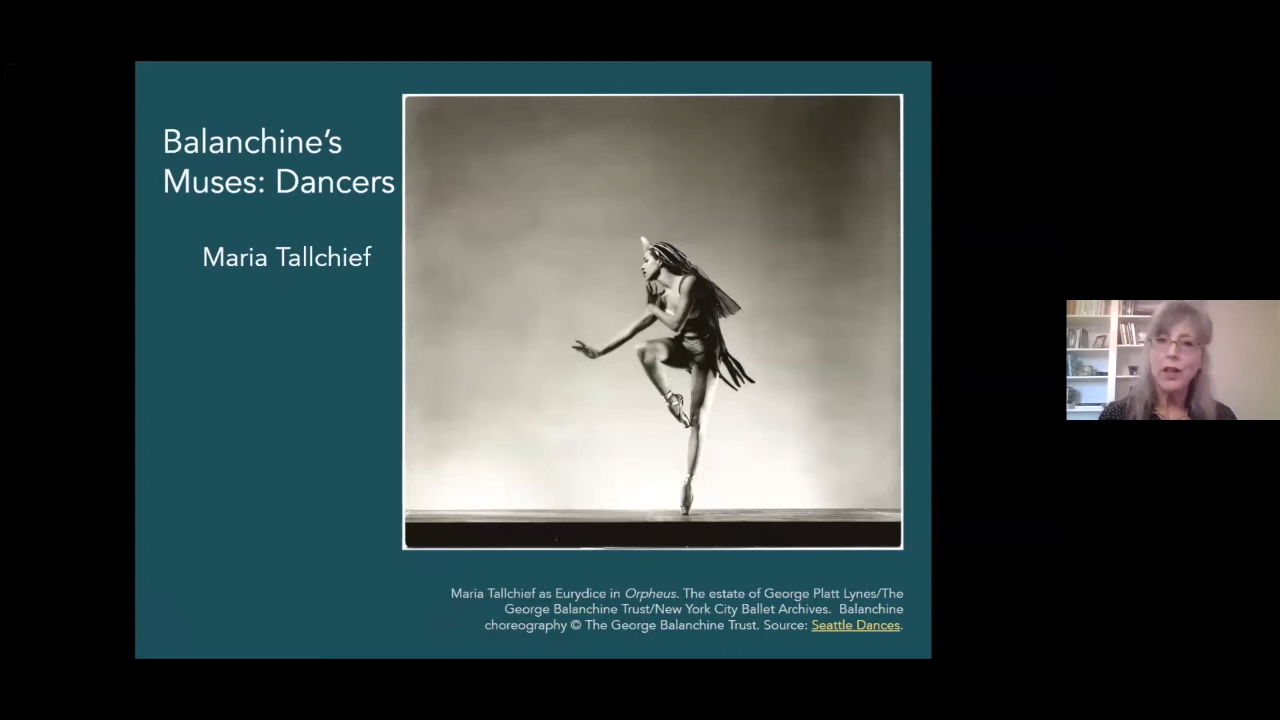 Balanchine’s
Muses: Dancers
Maria Tallchief
Maria Tallchief as Eurydice in Orpheus. The estate of George Platt Lynes/The
George Balanchine Trust/New York City Ballet Archives. Balanchine
choreography © The George Balanchine Trust. Source: Seattle Dances.